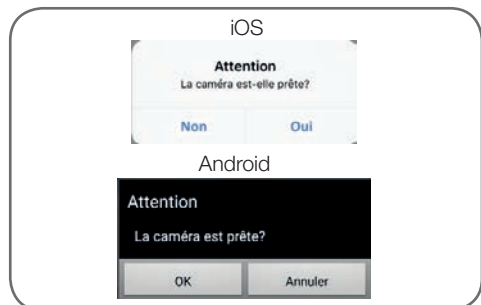 iOS
Attention
La caméra est-elle prête?
Non Oui
Android
Attention
La caméra est prête?
OK Annuler